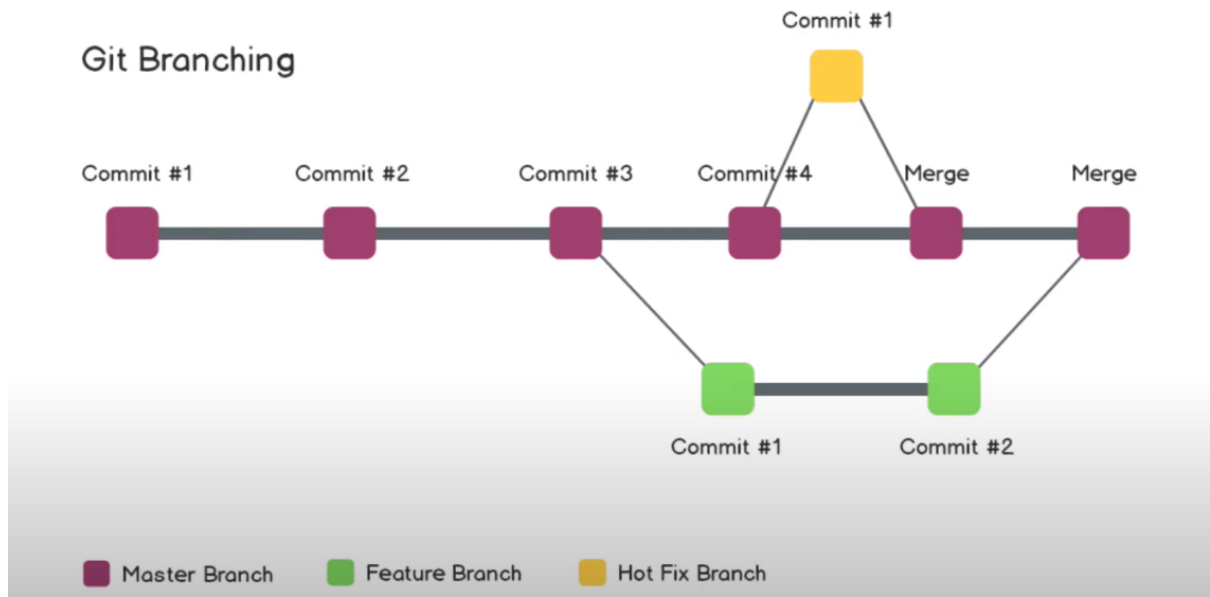 Commit #1
Git Branching
Commit #1 Commit #2 Commit #3 Commit #4 Merge Merge
Commit #1 Commit #2
Master Branch Feature Branch Hot Fix Branch